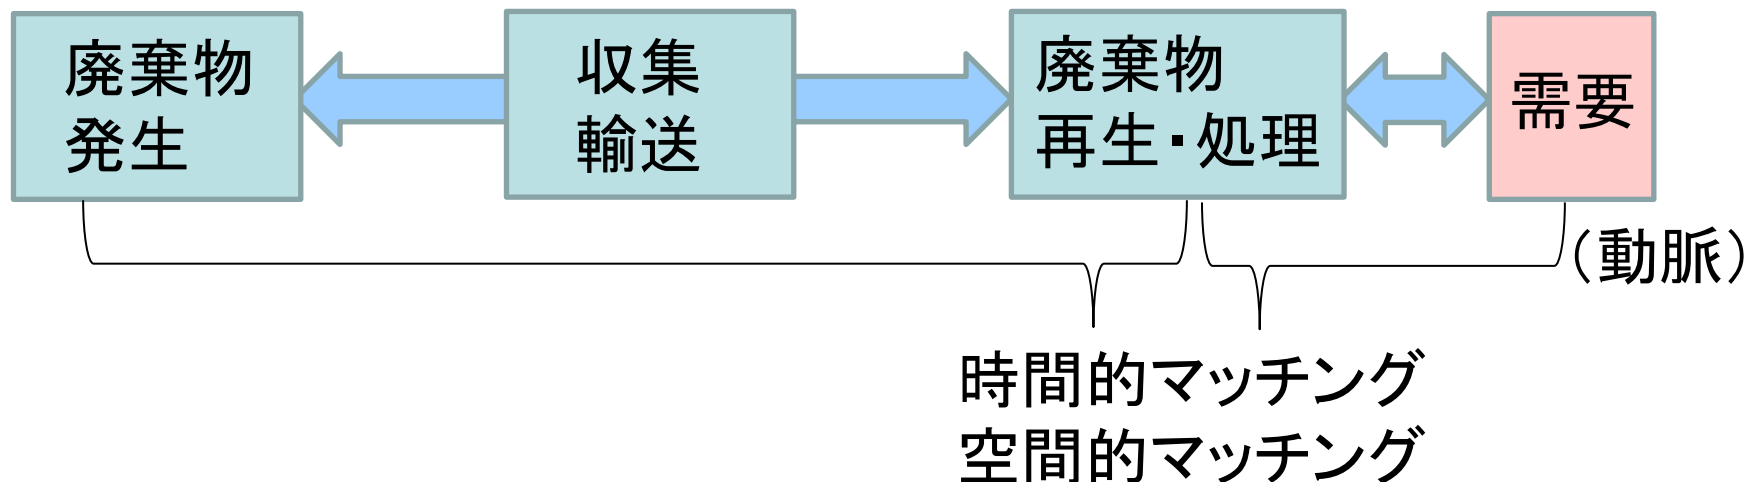 廃棄物
発生
収集
輸送
廃棄物
再生・処理
需要
（動脈）
時間的マッチング
空間的マッチング